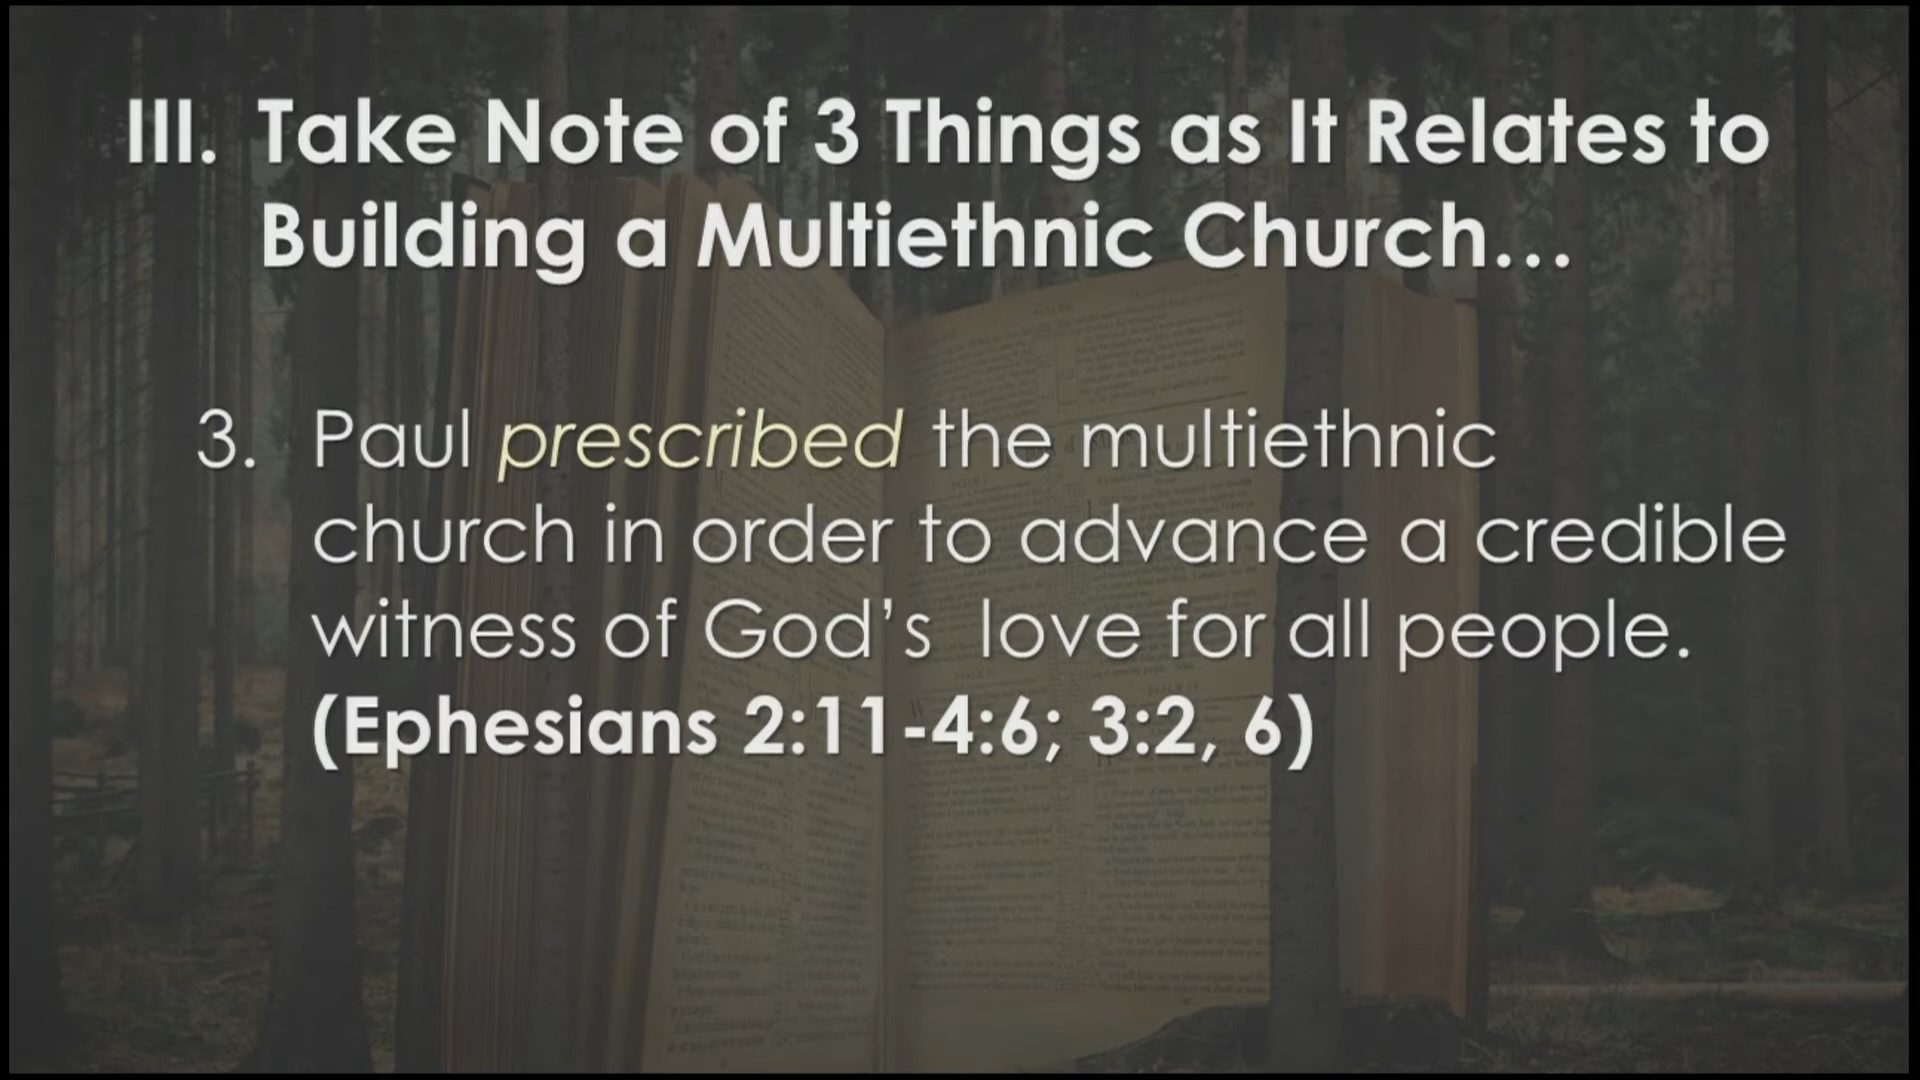 III. Take Note of 3 Things as It Relates to
Building a Multiethnic Church…
3. Paul prescribed the multiethnic
church in order to advance a credible
witness of God’s  love for all people.
(Ephesians 2:11-4:6; 3:2, 6)